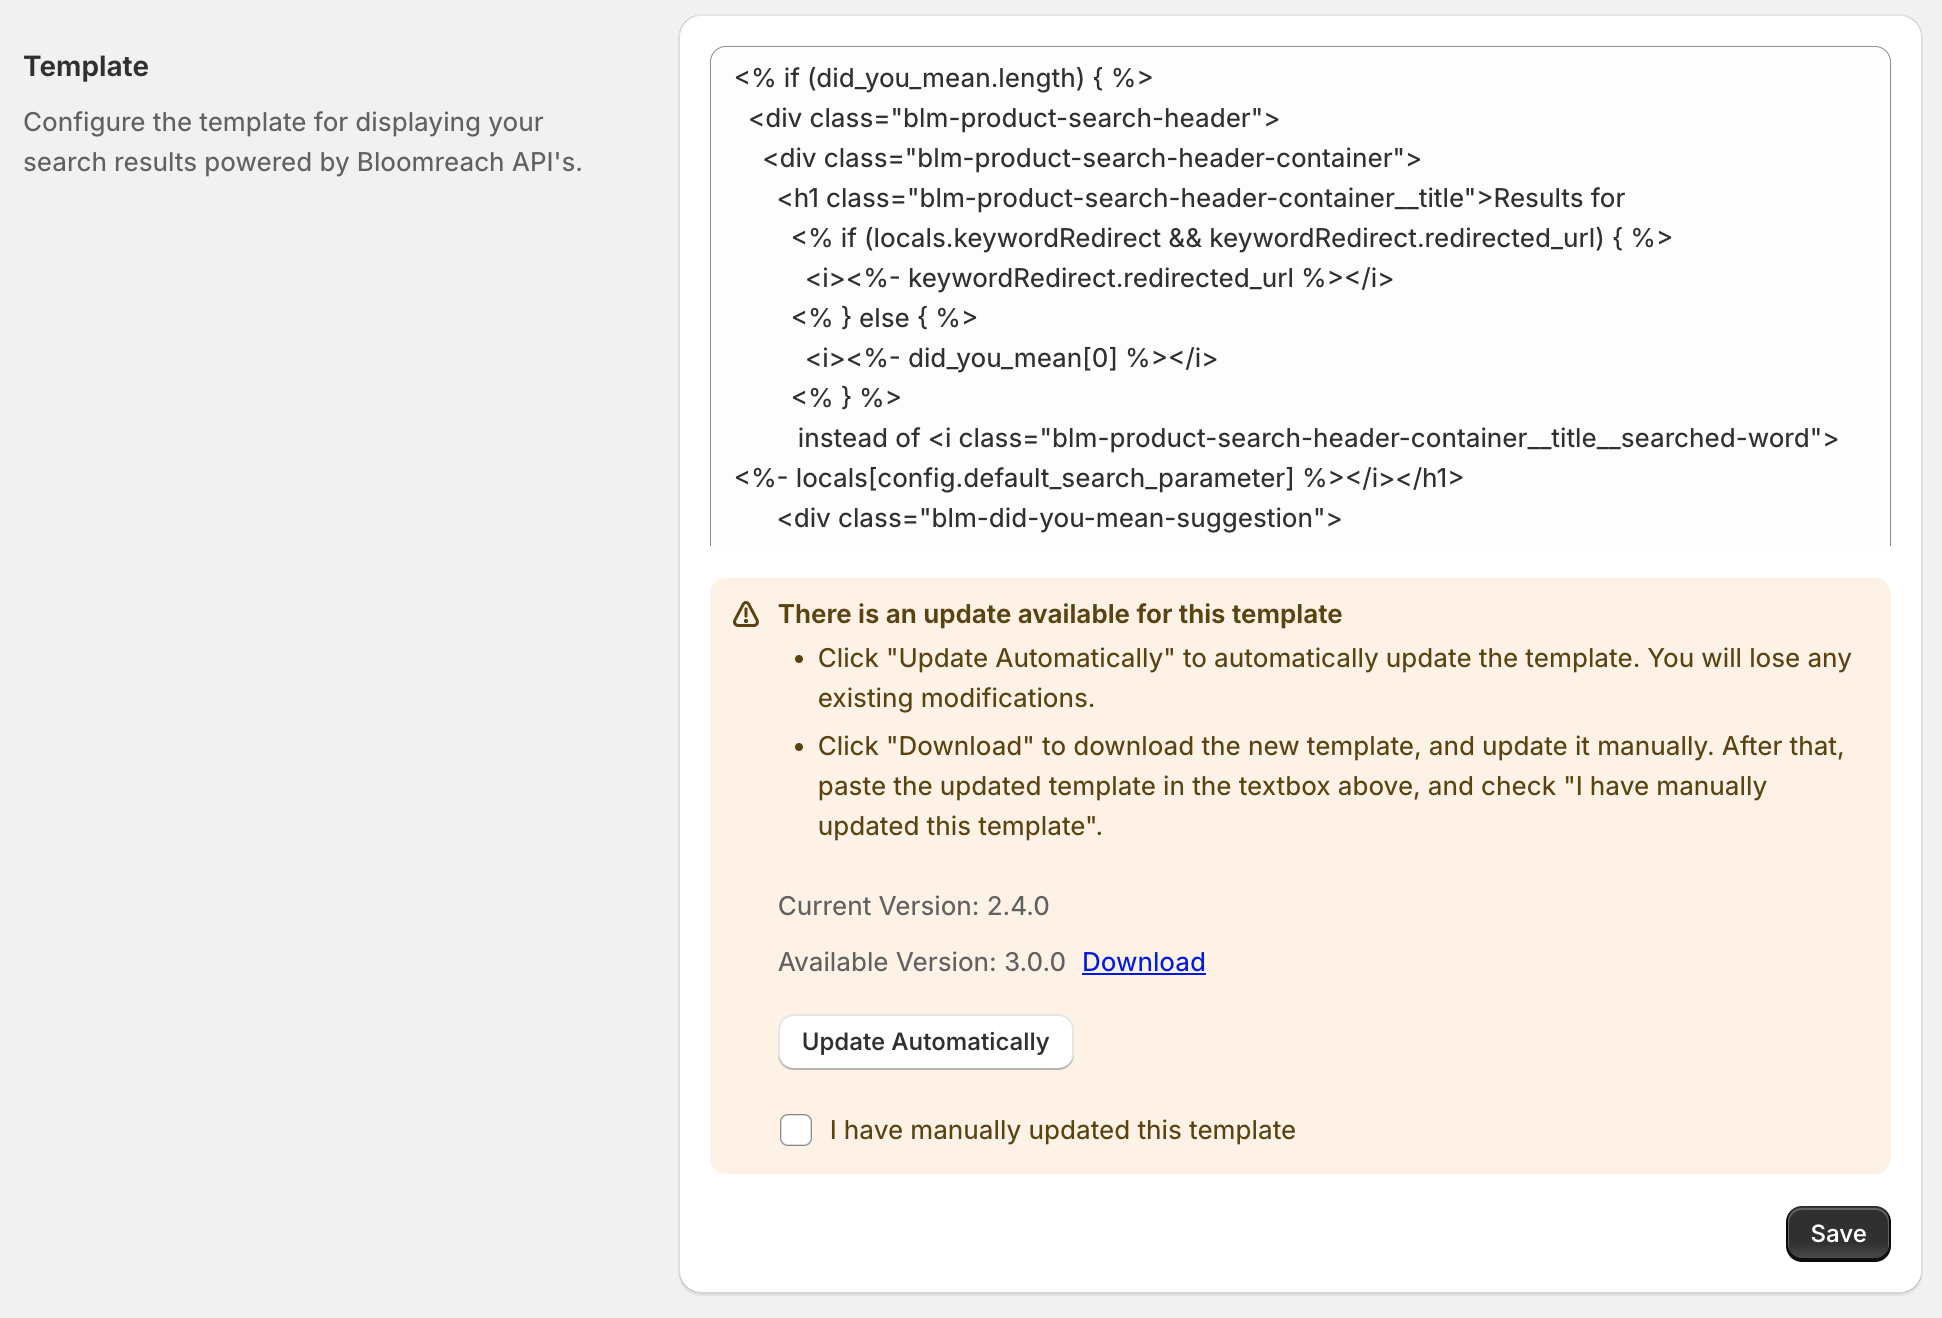 Template
Configure the template for displaying your
search results powered by Bloomreach API's.
<% if (did_you_mean.length) { %>
<div class="blm-product-search-header">
<div class="blm-product-search-header-container">
<h1 class="blm-product-search-header-container__title">Results for
<% if (locals.keywordRedirect && keywordRedirect.redirected_url) { %>
<i><%- keywordRedirect.redirected_url %></i>
<% } else { %>
<i><%- did_you_mean[0] %></i>
<% } %>
instead of <i class="blm-product-search-header-container__title__searched-word">
<%- locals[config.default_search_parameter] %></i></h1>
<div class="blm-did-you-mean-suggestion">
There is an update available for this template
• Click "Update Automatically" to automatically update the template. You will lose any
existing modifications.
• Click "Download" to download the new template, and update it manually. After that,
paste the updated template in the textbox above, and check "I have manually
updated this template".
Current Version: 2.4.0
Available Version: 3.0.0 Download
Update Automatically
I have manually updated this template
Save